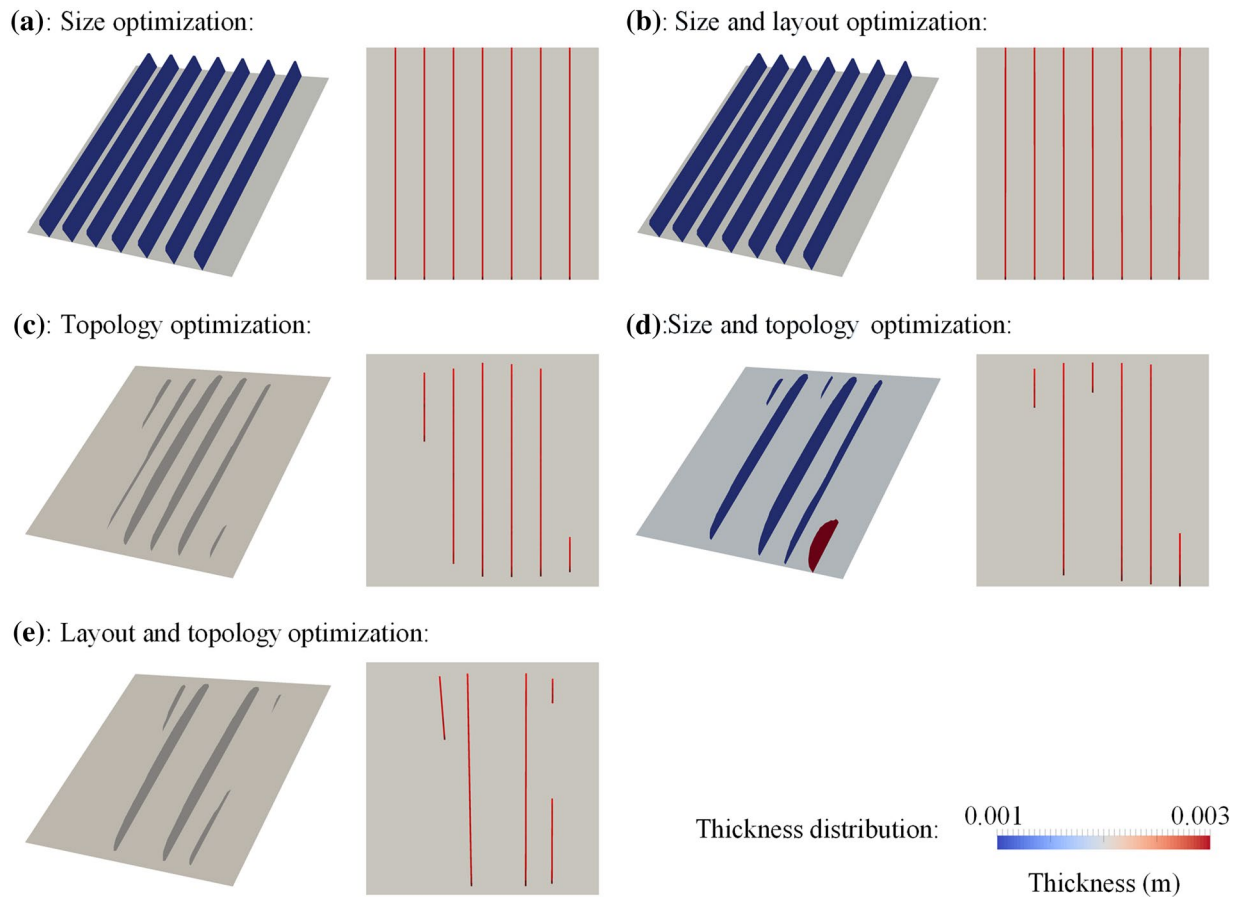 (a): Size optimization:
(b): Size and layout optimization:
(c): Topology optimization:
(d):Size and topology optimization:
(e): Layout and topology optimization:
0.001 0.003
Thickness distribution:
Thickness (m)